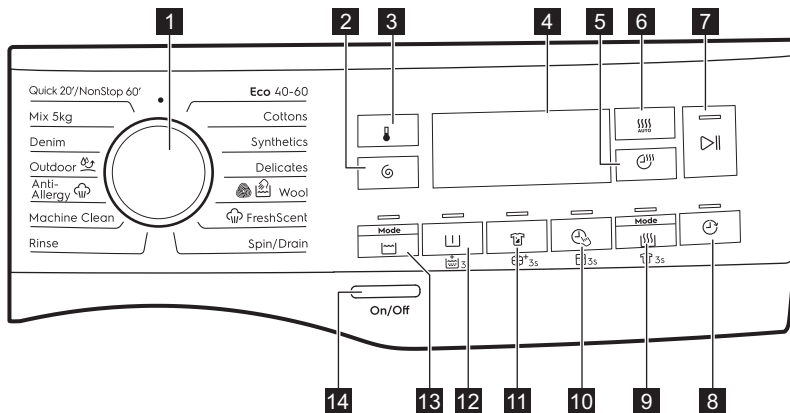 1
2
3
4
5
6
7
Quick 20'/NonStop 60'
Mix 5kg
Denim
Outdoor
Anti-
Allergy
Machine Clean
Rinse
Eco 40-60
Cottons
Synthetics
Delicates
Wool
FreshScent
Spin/Drain
AUTO
Mode
Mode
3
3s
3s
3s
On/Off
14
13
12
11
10
9
8